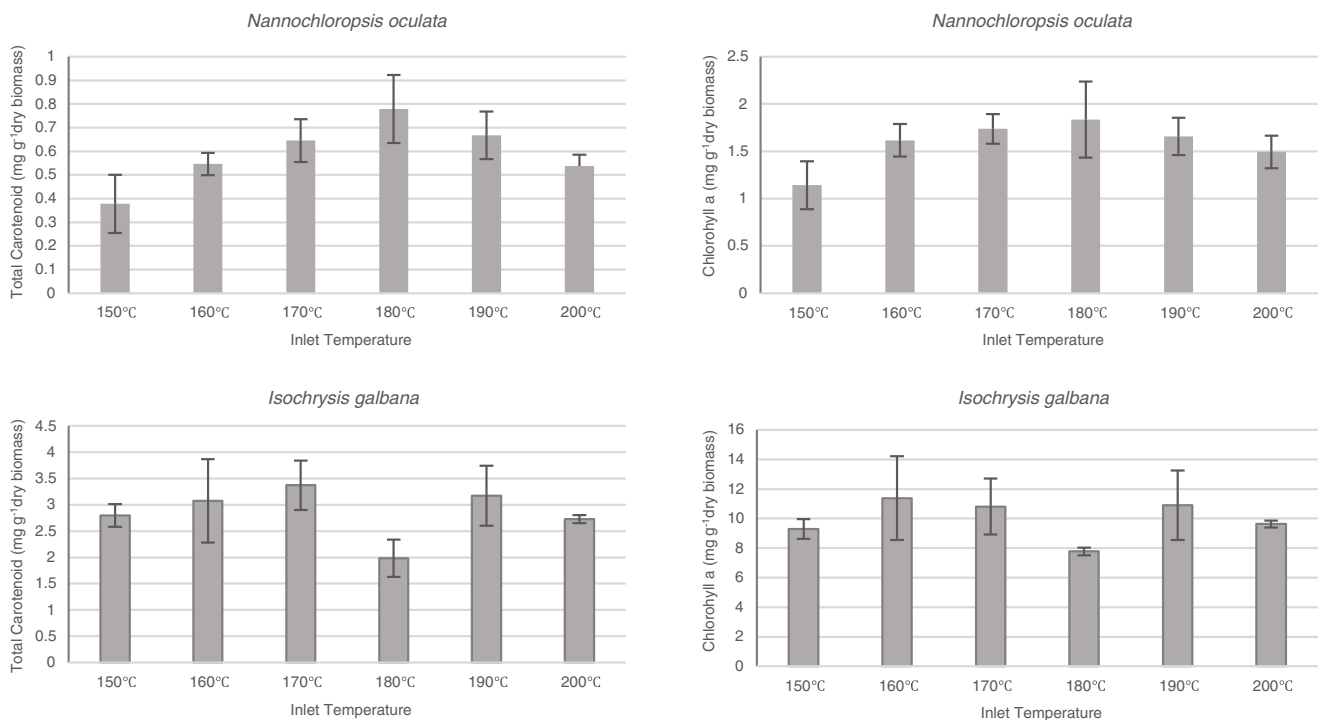 Nannochloropsis oculata
Total Carotenoid (mg g⁻¹dry biomass)
1
0.9
0.8
0.7
0.6
0.5
0.4
0.3
0.2
0.1
0
150°C 160°C 170°C 180°C 190°C 200°C
Inlet Temperature
Nannochloropsis oculata
Chlorohyll a (mg g⁻¹dry biomass)
2.5
2
1.5
1
0.5
0
150°C 160°C 170°C 180°C 190°C 200°C
Inlet Temperature
Isochrysis galbana
Total Carotenoid (mg g⁻¹dry biomass)
4.5
4
3.5
3
2.5
2
1.5
1
0.5
0
150°C 160°C 170°C 180°C 190°C 200°C
Inlet Temperature
Isochrysis galbana
Chlorohyll a (mg g⁻¹dry biomass)
16
14
12
10
8
6
4
2
0
150°C 160°C 170°C 180°C 190°C 200°C
Inlet Temperature